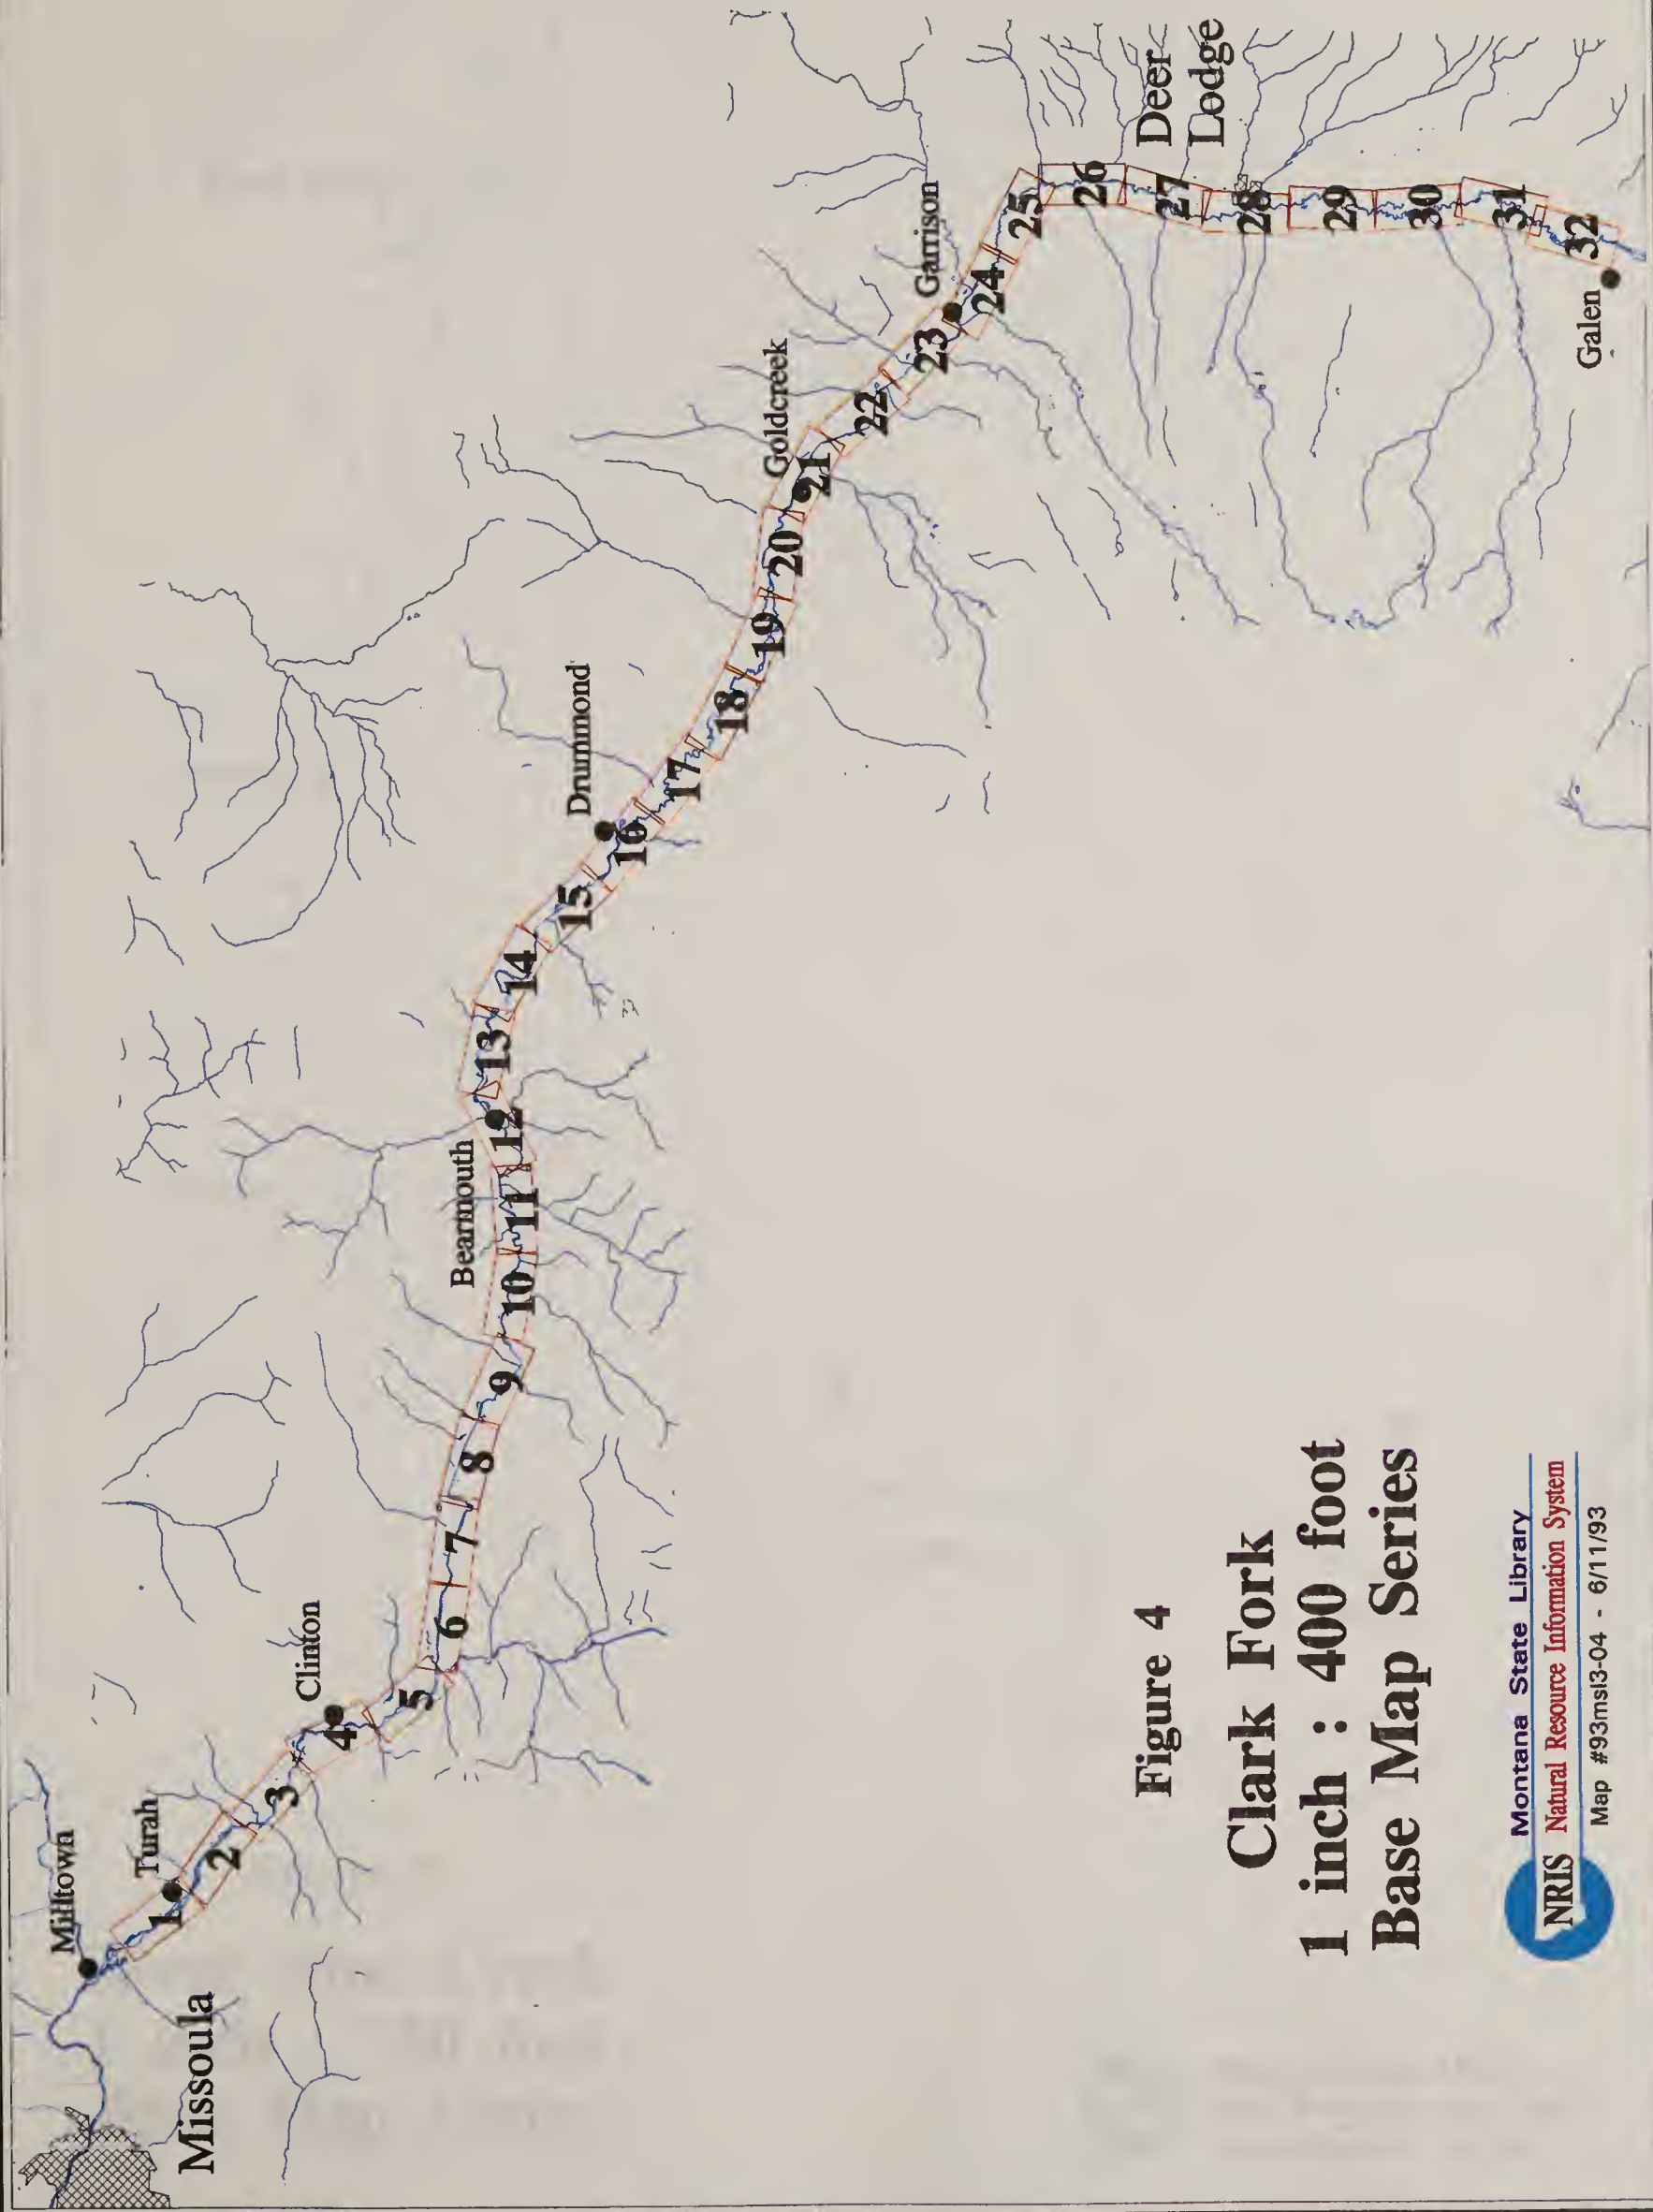 Missoula
Milltown
Turah
Clinton
Bearmouth
Drummond
Goldcreek
Garrison
Deer
Lodge
Galen
1
2
3
4
5
6
7
8
9
10
11
12
13
14
15
16
17
18
19
20
21
22
23
24
25
26
27
28
29
30
31
32
Figure 4
Clark Fork
1 inch : 400 foot
Base Map Series
Montana State Library
NRIS Natural Resource Information System
Map #93msl3-04 - 6/11/93